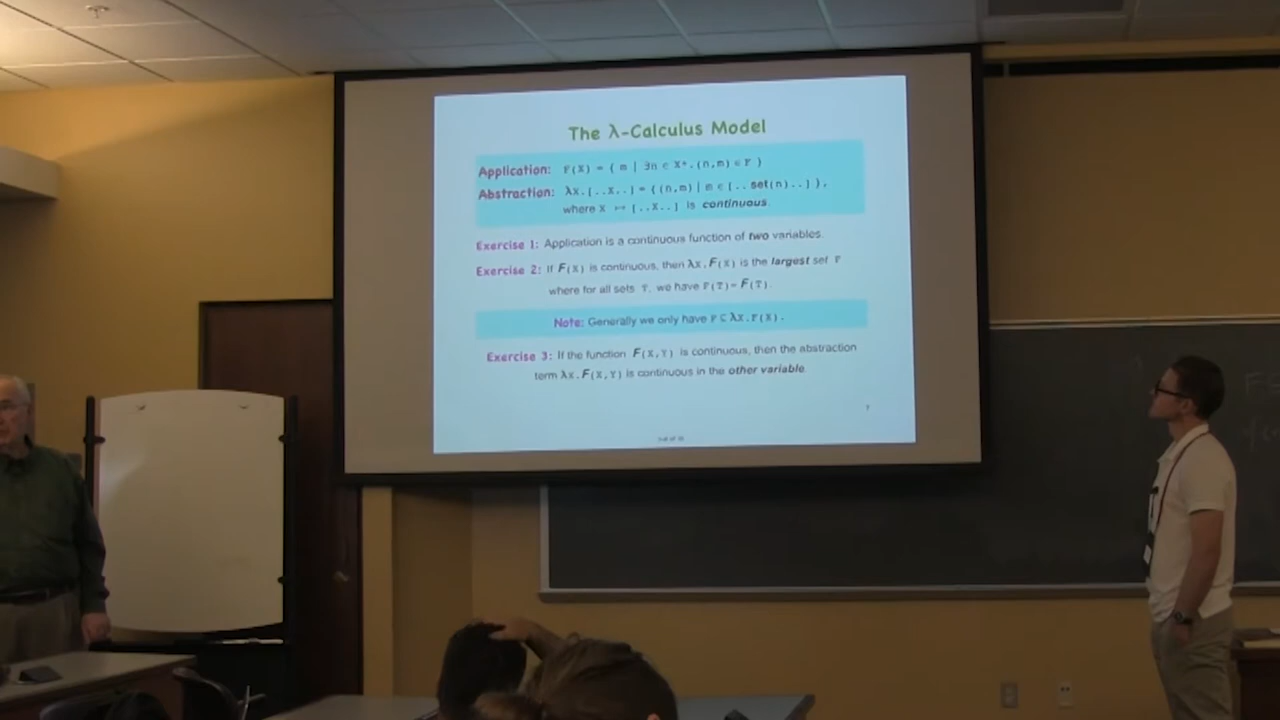 The λ-Calculus Model
Application: F(X) = { m | ∃n ∈ X*. (n,m) ∈ F }
Abstraction: λX.[..X..] = { (n,m) | m ∈ [..set(n)..] },
where X ↦ [..X..] is continuous.
Exercise 1: Application is a continuous function of two variables.
Exercise 2: If F(X) is continuous, then λX.F(X) is the largest set F
where for all sets T, we have F(T)= F(T).
Note: Generally we only have F ⊆ λX.F(X).
Exercise 3: If the function F(X,Y) is continuous, then the abstraction
term λX.F(X,Y) is continuous in the other variable.